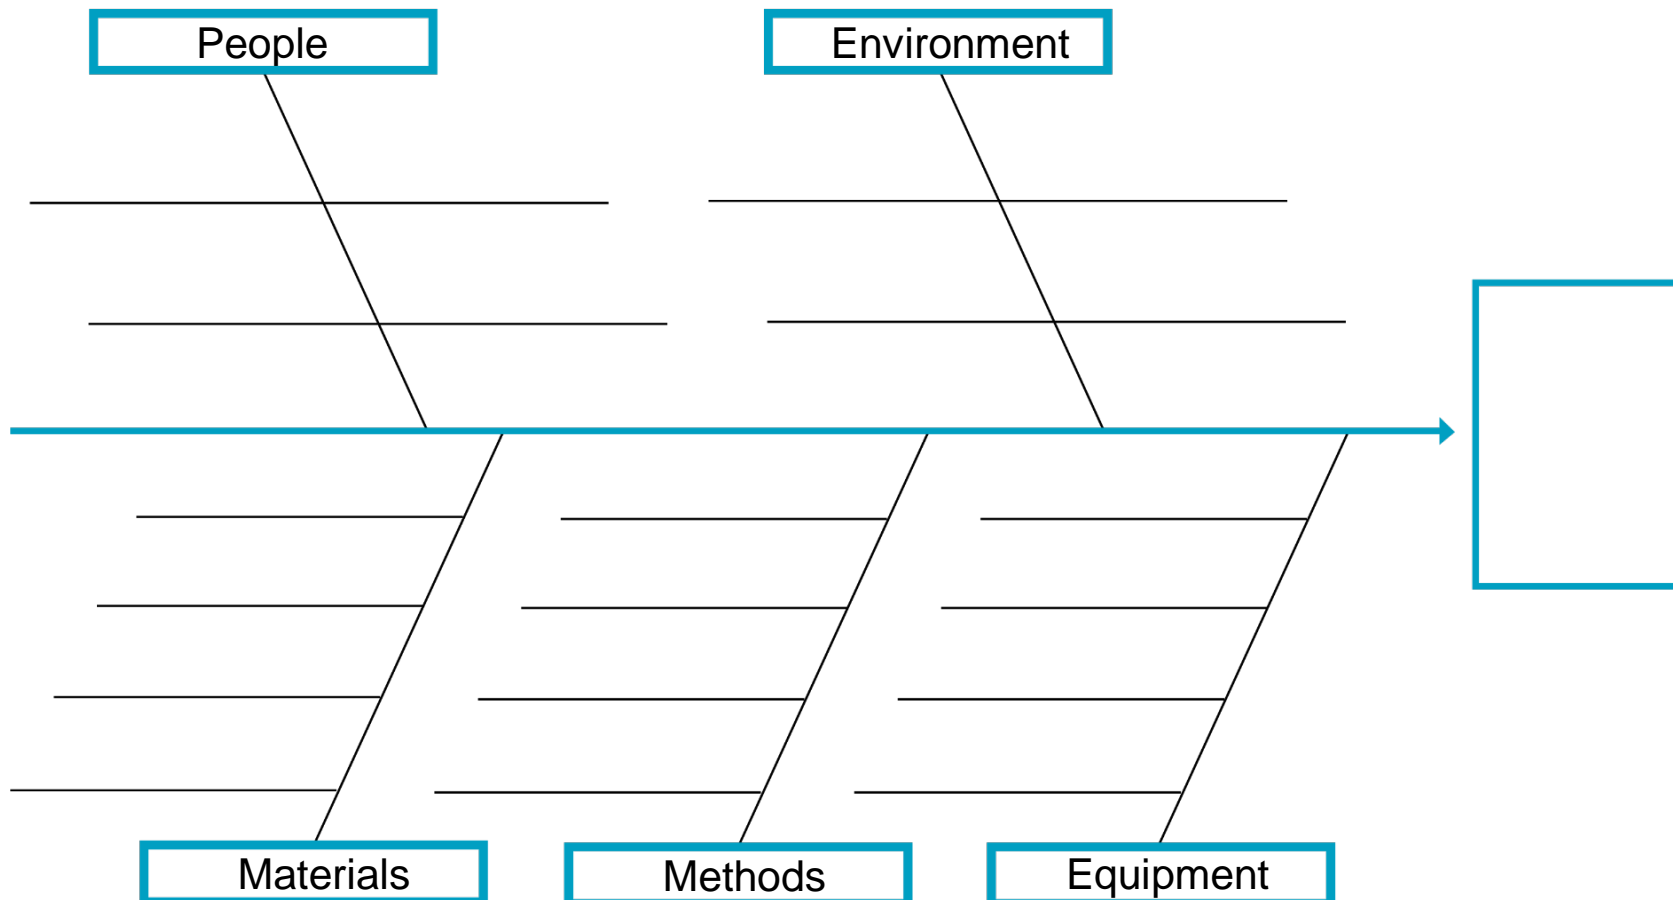 People
Environment
Materials
Methods
Equipment